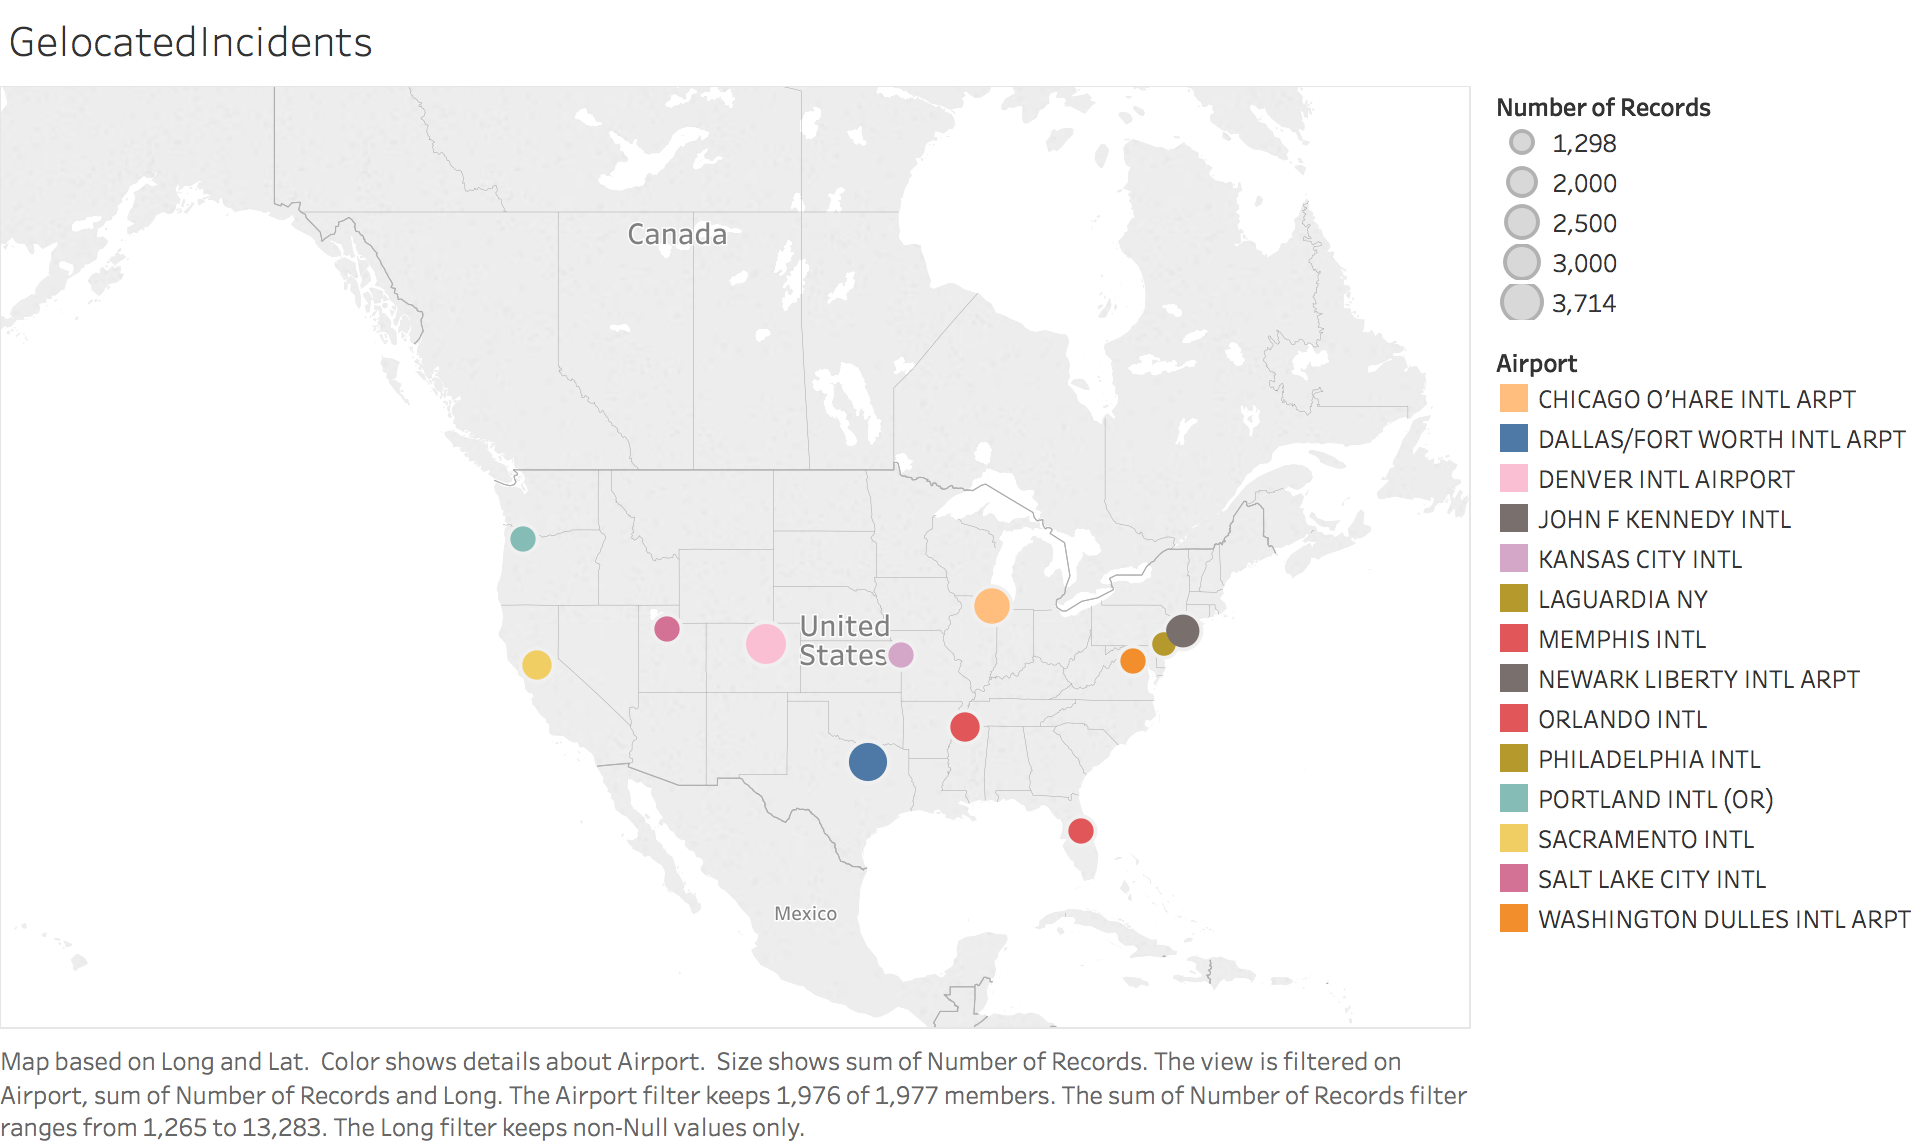 GelocatedIncidents
Canada
United
States
Mexico
Number of Records
1,298
2,000
2,500
3,000
3,714
Airport
CHICAGO O'HARE INTL ARPT
DALLAS/FORT WORTH INTL ARPT
DENVER INTL AIRPORT
JOHN F KENNEDY INTL
KANSAS CITY INTL
LAGUARDIA NY
MEMPHIS INTL
NEWARK LIBERTY INTL ARPT
ORLANDO INTL
PHILADELPHIA INTL
PORTLAND INTL (OR)
SACRAMENTO INTL
SALT LAKE CITY INTL
WASHINGTON DULLES INTL ARPT
Map based on Long and Lat.  Color shows details about Airport.  Size shows sum of Number of Records. The view is filtered on
Airport, sum of Number of Records and Long. The Airport filter keeps 1,976 of 1,977 members. The sum of Number of Records filter
ranges from 1,265 to 13,283. The Long filter keeps non-Null values only.